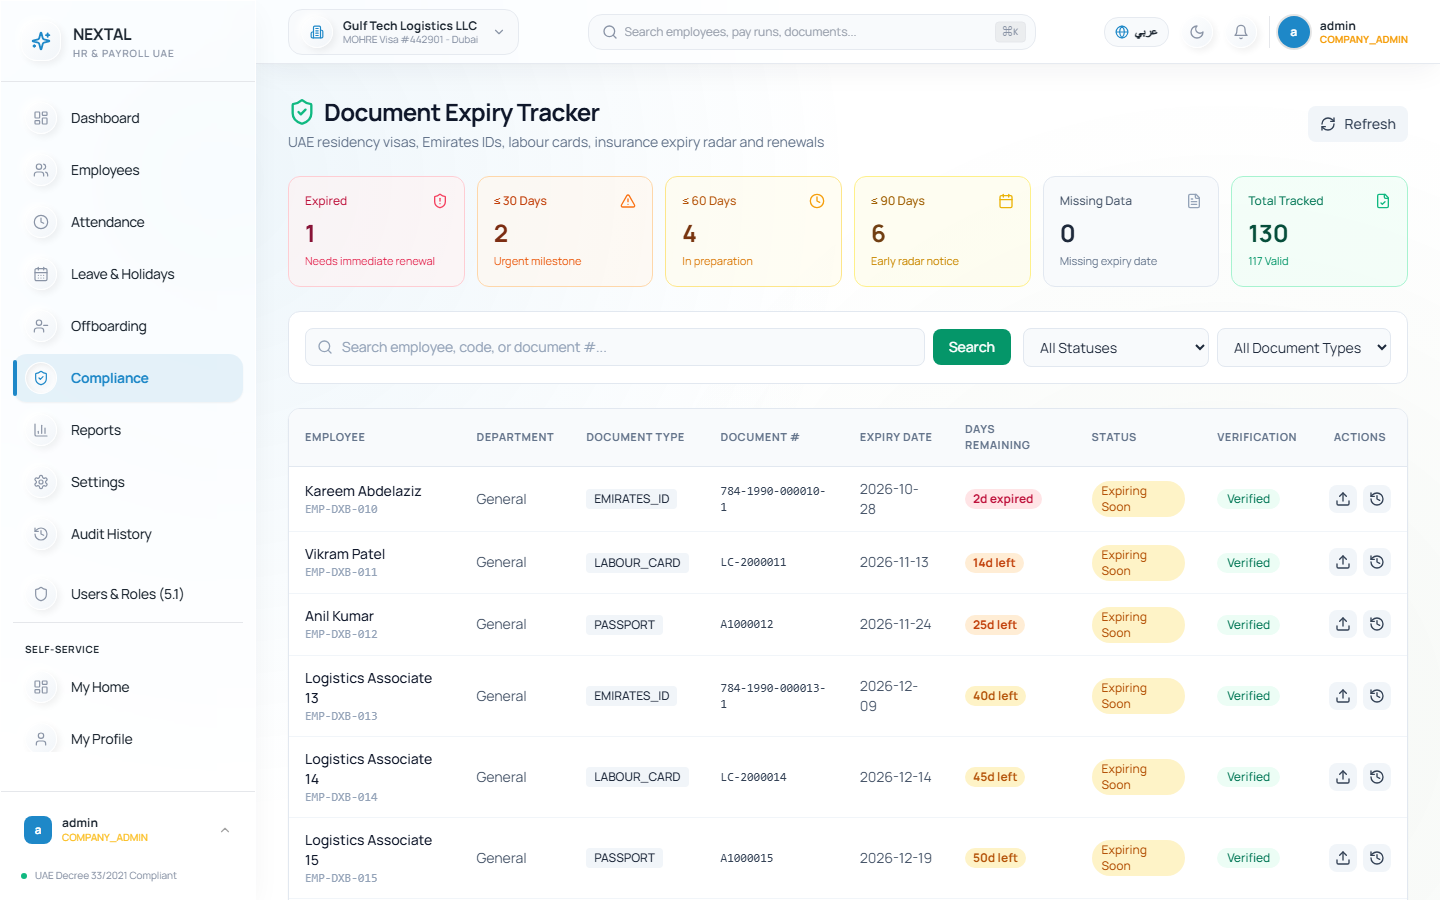 NEXTAL
HR & PAYROLL UAE
Gulf Tech Logistics LLC
MOHRE Visa #442901 - Dubai
Search employees, pay runs, documents...
⌘K
عربي
a
admin
COMPANY_ADMIN
Dashboard
Employees
Attendance
Leave & Holidays
Offboarding
Compliance
Reports
Settings
Audit History
Users & Roles (5.1)
SELF-SERVICE
My Home
My Profile
a
admin
COMPANY_ADMIN
UAE Decree 33/2021 Compliant
Document Expiry Tracker
UAE residency visas, Emirates IDs, labour cards, insurance expiry radar and renewals
Refresh
Expired
1
Needs immediate renewal
≤ 30 Days
2
Urgent milestone
≤ 60 Days
4
In preparation
≤ 90 Days
6
Early radar notice
Missing Data
0
Missing expiry date
Total Tracked
130
117 Valid
Search employee, code, or document #...
Search
All Statuses
All Document Types
EMPLOYEE DEPARTMENT DOCUMENT TYPE DOCUMENT # EXPIRY DATE DAYS REMAINING STATUS VERIFICATION ACTIONS
Kareem Abdelaziz
EMP-DXB-010
General
EMIRATES_ID
784-1990-000010-
1
2026-10-
28
2d expired
Expiring
Soon
Verified
Vikram Patel
EMP-DXB-011
General
LABOUR_CARD
LC-2000011
2026-11-13
14d left
Expiring
Soon
Verified
Anil Kumar
EMP-DXB-012
General
PASSPORT
A1000012
2026-11-24
25d left
Expiring
Soon
Verified
Logistics Associate
13
EMP-DXB-013
General
EMIRATES_ID
784-1990-000013-
1
2026-12-
09
40d left
Expiring
Soon
Verified
Logistics Associate
14
EMP-DXB-014
General
LABOUR_CARD
LC-2000014
2026-12-14
45d left
Expiring
Soon
Verified
Logistics Associate
15
EMP-DXB-015
General
PASSPORT
A1000015
2026-12-19
50d left
Expiring
Soon
Verified